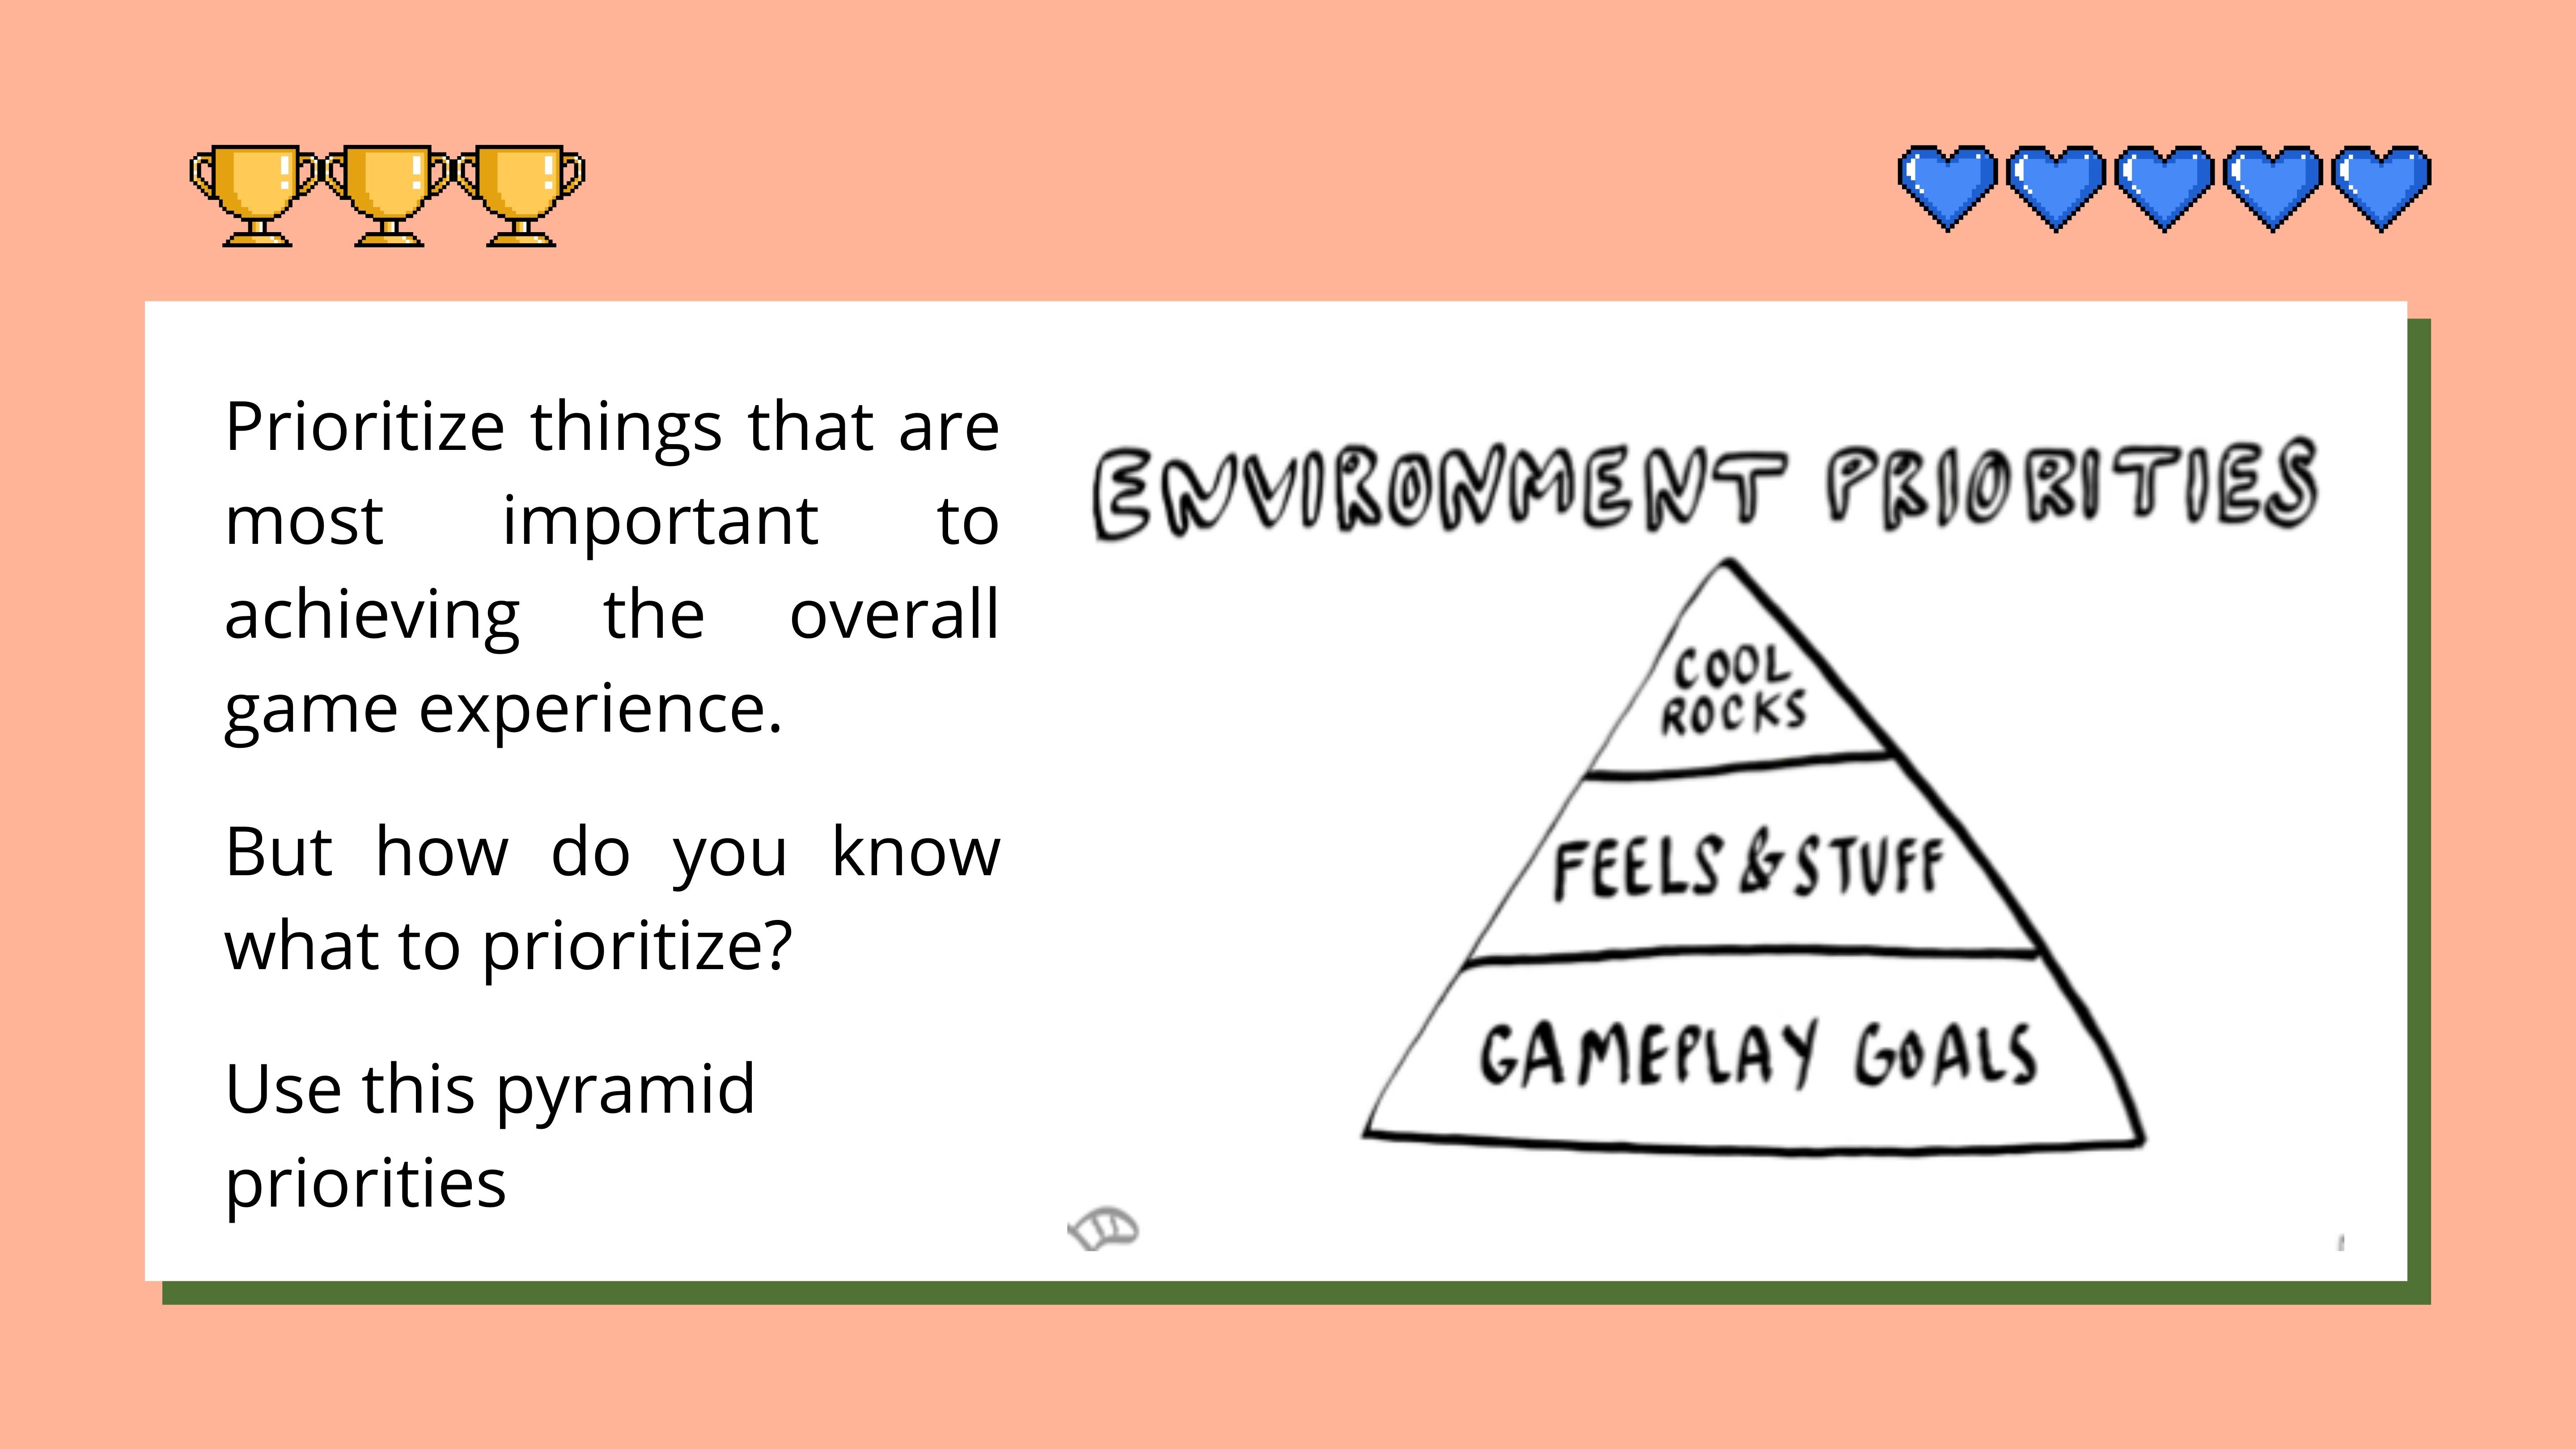 Prioritize things that are
most important to
achieving the overall
game experience.
But how do you know
what to prioritize?
Use this pyramid
priorities
ENVIRONMENT PRIORITIES
COOL
ROCKS
FEELS & STUFF
GAMEPLAY GOALS